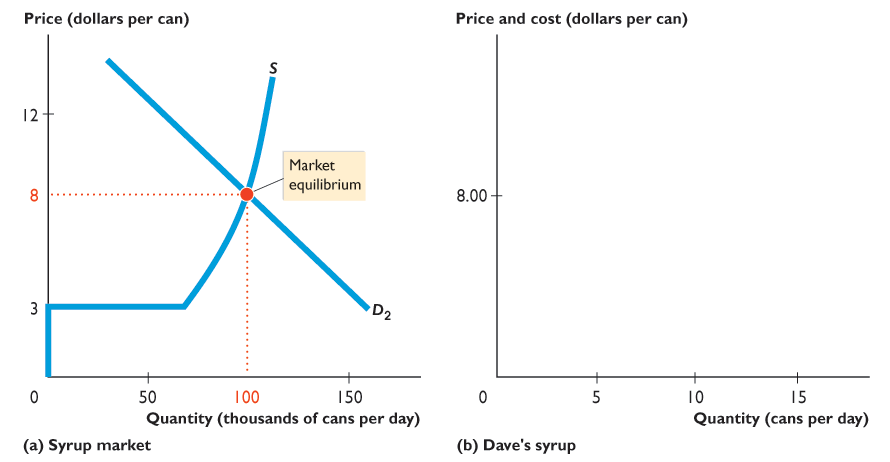 Price (dollars per can)
S
12
Market
equilibrium
8
3
D2
0
50
100
150
Quantity (thousands of cans per day)
(a) Syrup market
Price and cost (dollars per can)
8.00
0
5
10
15
Quantity (cans per day)
(b) Dave's syrup